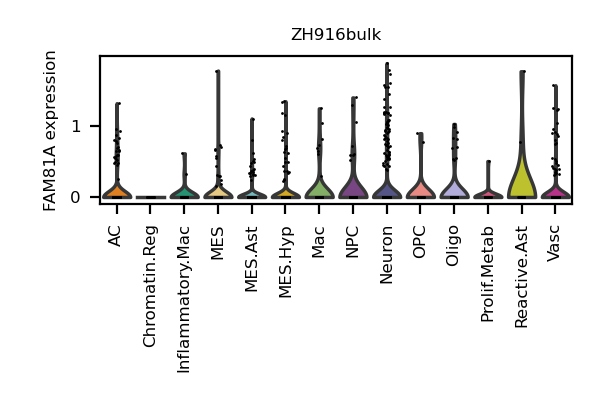 ZH916bulk
FAM81A expression
1
0
AC
Chromatin.Reg
Inflammatory.Mac
MES
MES.Ast
MES.Hyp
Mac
NPC
Neuron
OPC
Oligo
Prolif.Metab
Reactive.Ast
Vasc